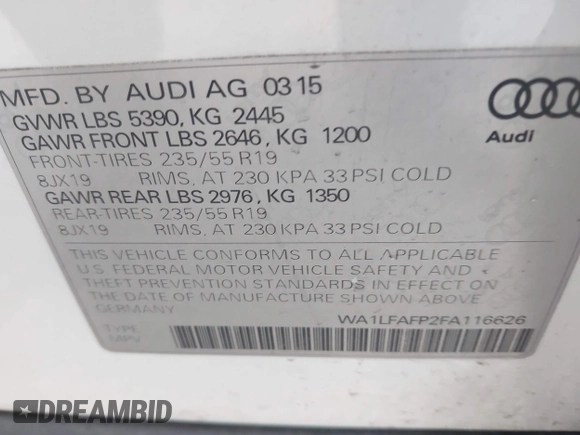 MFD. BY AUDI AG 03 15
GVWR LBS 5390, KG 2445
GAWR FRONT LBS 2646, KG 1200
FRONT-TIRES 235/55 R19
8JX19 RIMS, AT 230 KPA 33 PSI COLD
GAWR REAR LBS 2976, KG 1350
REAR-TIRES 235/55 R19
8JX19 RIMS, AT 230 KPA 33 PSI COLD
THIS VEHICLE CONFORMS TO ALL APPLICABLE
U.S. FEDERAL MOTOR VEHICLE SAFETY AND
THEFT PREVENTION STANDARDS IN EFFECT ON
THE DATE OF MANUFACTURE SHOWN ABOVE.
GERMANY
WA1LFAFP2FA116626
TYPE
MPV
Audi
DREAMBID